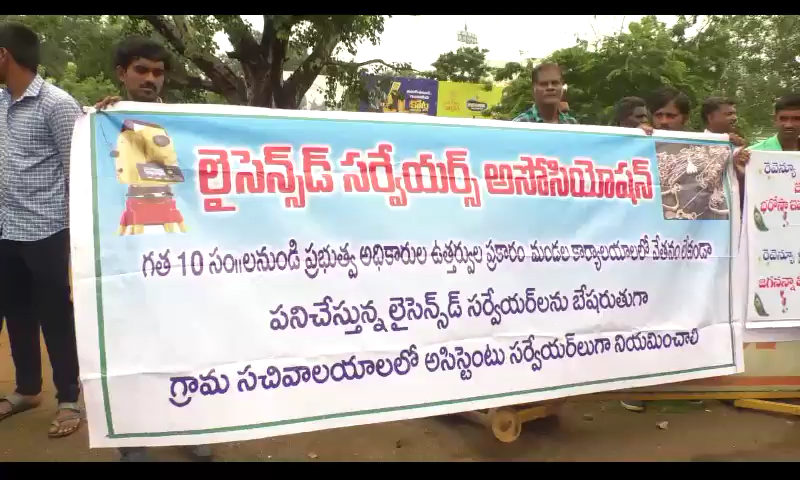 లైసెన్స్‌డ్ సర్వేయర్స్ అసోసియోషన్
గత 10 సం॥లనుండి ప్రభుత్వ అధికారుల ఉత్తర్వుల ప్రకారం మండల కార్యాలయాలలో వేతనం లేకుండా
పనిచేస్తున్న లైసెన్స్‌డ్ సర్వేయర్‌లను బేషరుతుగా
గ్రామ సచివాలయాలలో అసిస్టెంటు సర్వేయర్‌లుగా నియమించాలి
రెవెన్యూ
రెవెన్యూ
జగనన్నా